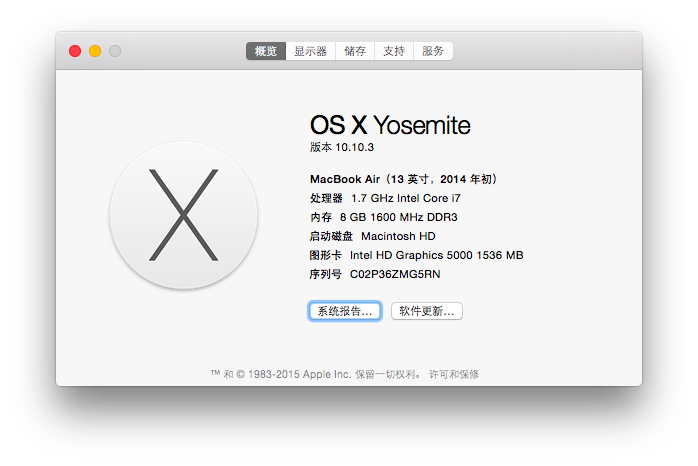 概览 显示器 储存 支持 服务
OS X Yosemite
版本 10.10.3
MacBook Air（13 英寸，2014 年初）
处理器 1.7 GHz Intel Core i7
内存 8 GB 1600 MHz DDR3
启动磁盘 Macintosh HD
图形卡 Intel HD Graphics 5000 1536 MB
序列号 C02P36ZMG5RN
系统报告... 软件更新...
™ 和 © 1983-2015 Apple Inc. 保留一切权利。 许可和保修